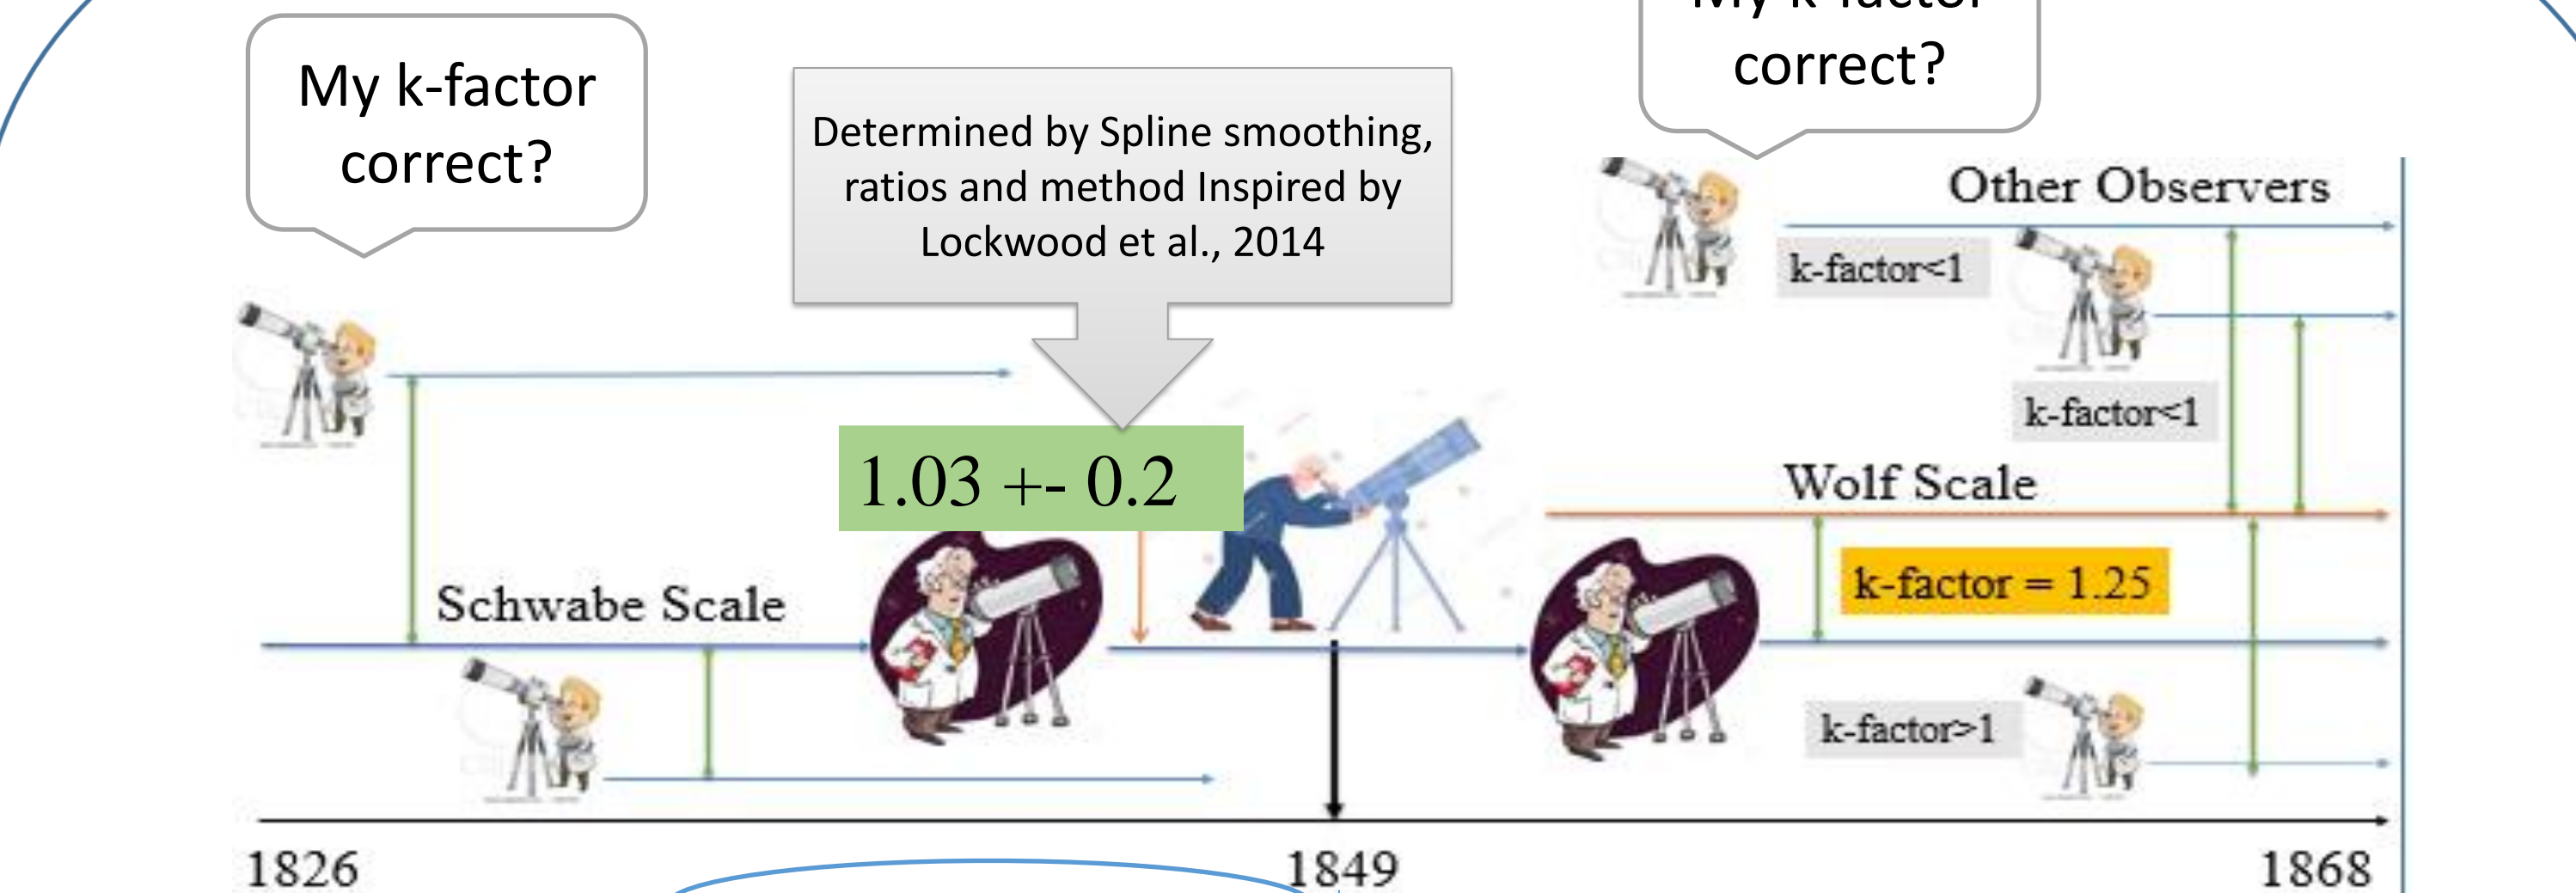 My k-factor
correct?
Determined by Spline smoothing,
ratios and method Inspired by
Lockwood et al., 2014
My k-factor
correct?
Other Observers
k-factor<1
k-factor<1
1.03 +- 0.2
Wolf Scale
k-factor = 1.25
Schwabe Scale
k-factor>1
1826
1849
1868